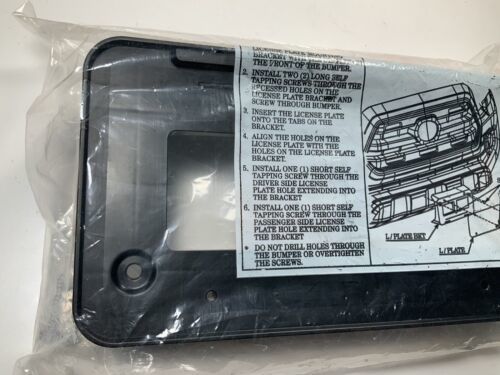 LICENSE PLATE MOUNTING
BRACKET WITH
THE FRONT OF THE BUMPER.
2. INSTALL TWO (2) LONG SELF
TAPPING SCREWS THROUGH THE
RECESSED HOLES ON THE
LICENSE PLATE BRACKET AND
SCREW THROUGH BUMPER.
3. INSERT THE LICENSE PLATE
ONTO THE TABS ON THE
BRACKET.
4. ALIGN THE HOLES ON THE
LICENSE PLATE WITH THE
HOLES ON THE LICENSE PLATE
BRACKET.
5. INSTALL ONE (1) SHORT SELF
TAPPING SCREW THROUGH THE
DRIVER SIDE LICENSE
PLATE HOLE EXTENDING INTO
THE BRACKET
6. INSTALL ONE (1) SHORT SELF
TAPPING SCREW THROUGH THE
PASSENGER SIDE LICENSE
PLATE HOLE EXTENDING INTO
THE BRACKET
* DO NOT DRILL HOLES THROUGH
THE BUMPER OR OVERTIGHTEN
THE SCREWS.
L/PLATE BKT
L/PLATE